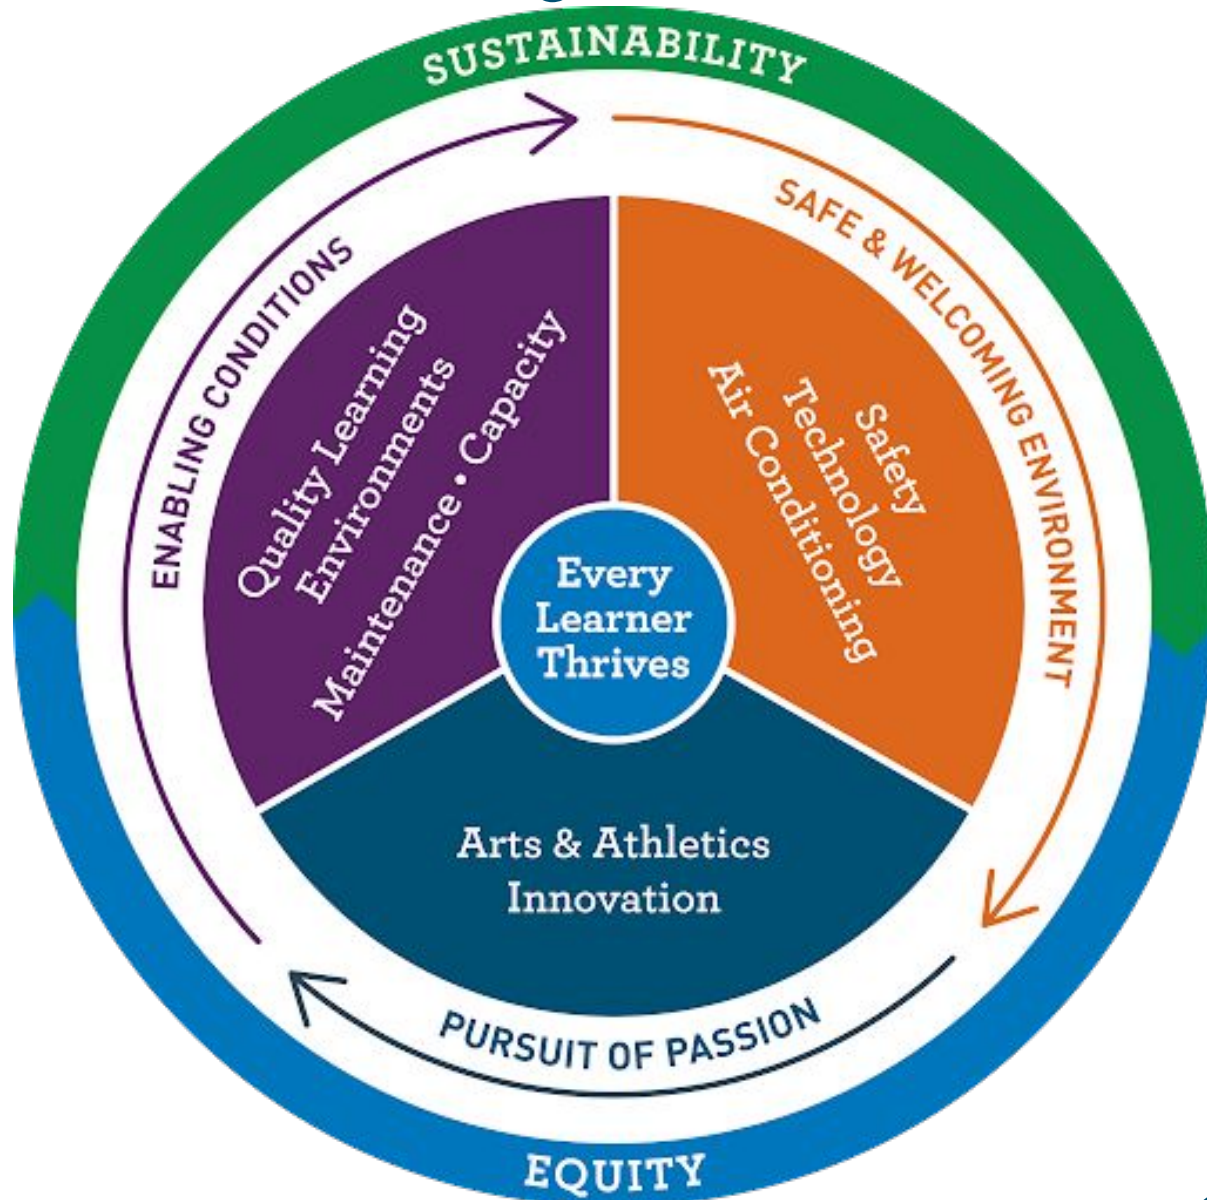 SUSTAINABILITY
ENABLING CONDITIONS
SAFE & WELCOMING ENVIRONMENT
Quality Learning
Environments
Maintenance • Capacity
Safety
Technology
Air Conditioning
Every
Learner
Thrives
Arts & Athletics
Innovation
PURSUIT OF PASSION
EQUITY